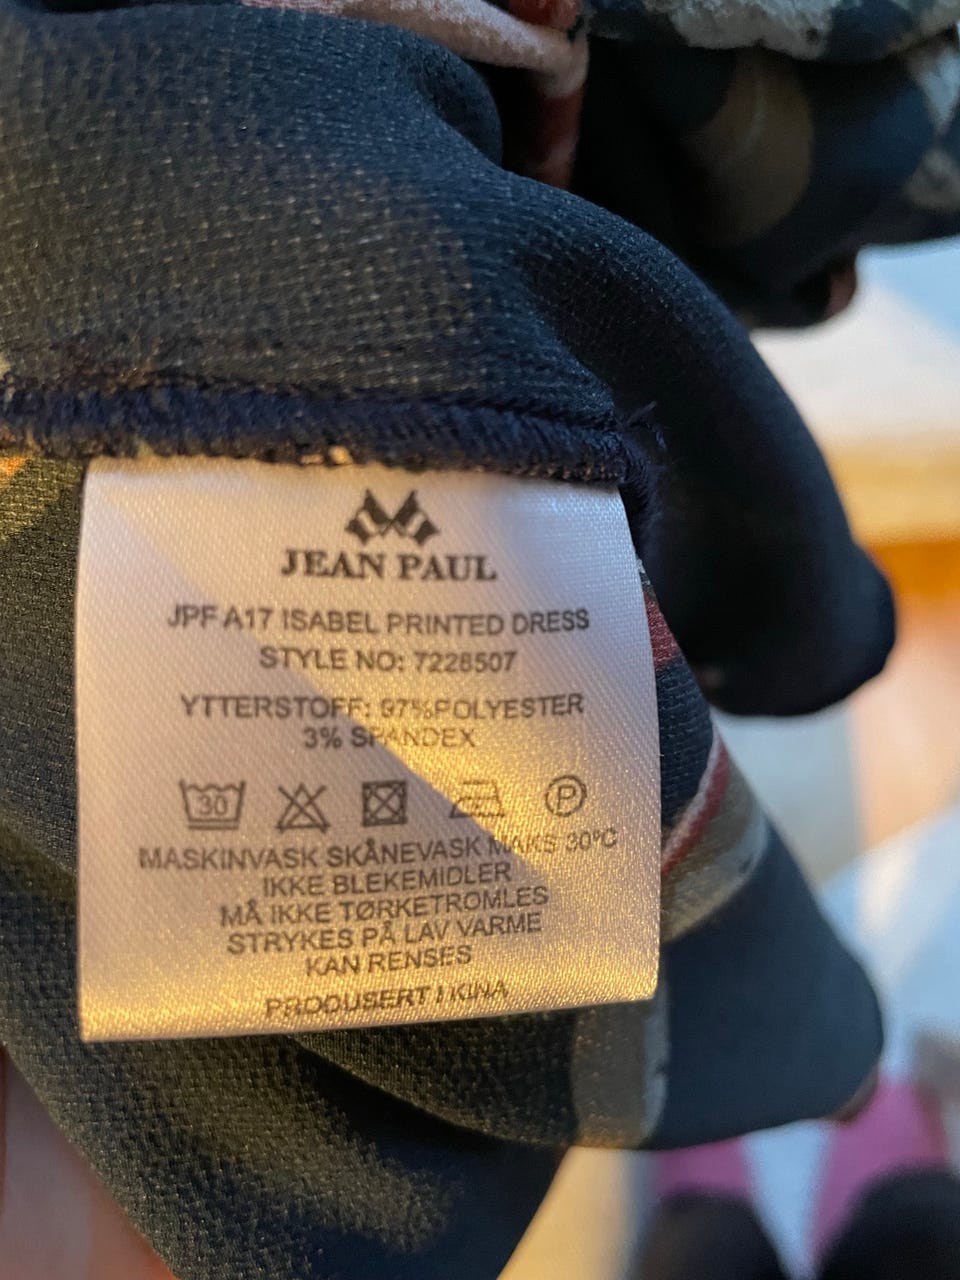 JEAN PAUL
JPF A17 ISABEL PRINTED DRESS
STYLE NO: 7228507
YTTERSTOFF: 97%POLYESTER
3% SPANDEX
30 P
MASKINVASK SKÅNEVASK MAKS 30°C
IKKE BLEKEMIDLER
MÅ IKKE TØRKETROMLES
STRYKES PÅ LAV VARME
KAN RENSES
PRODUSERT I KINA